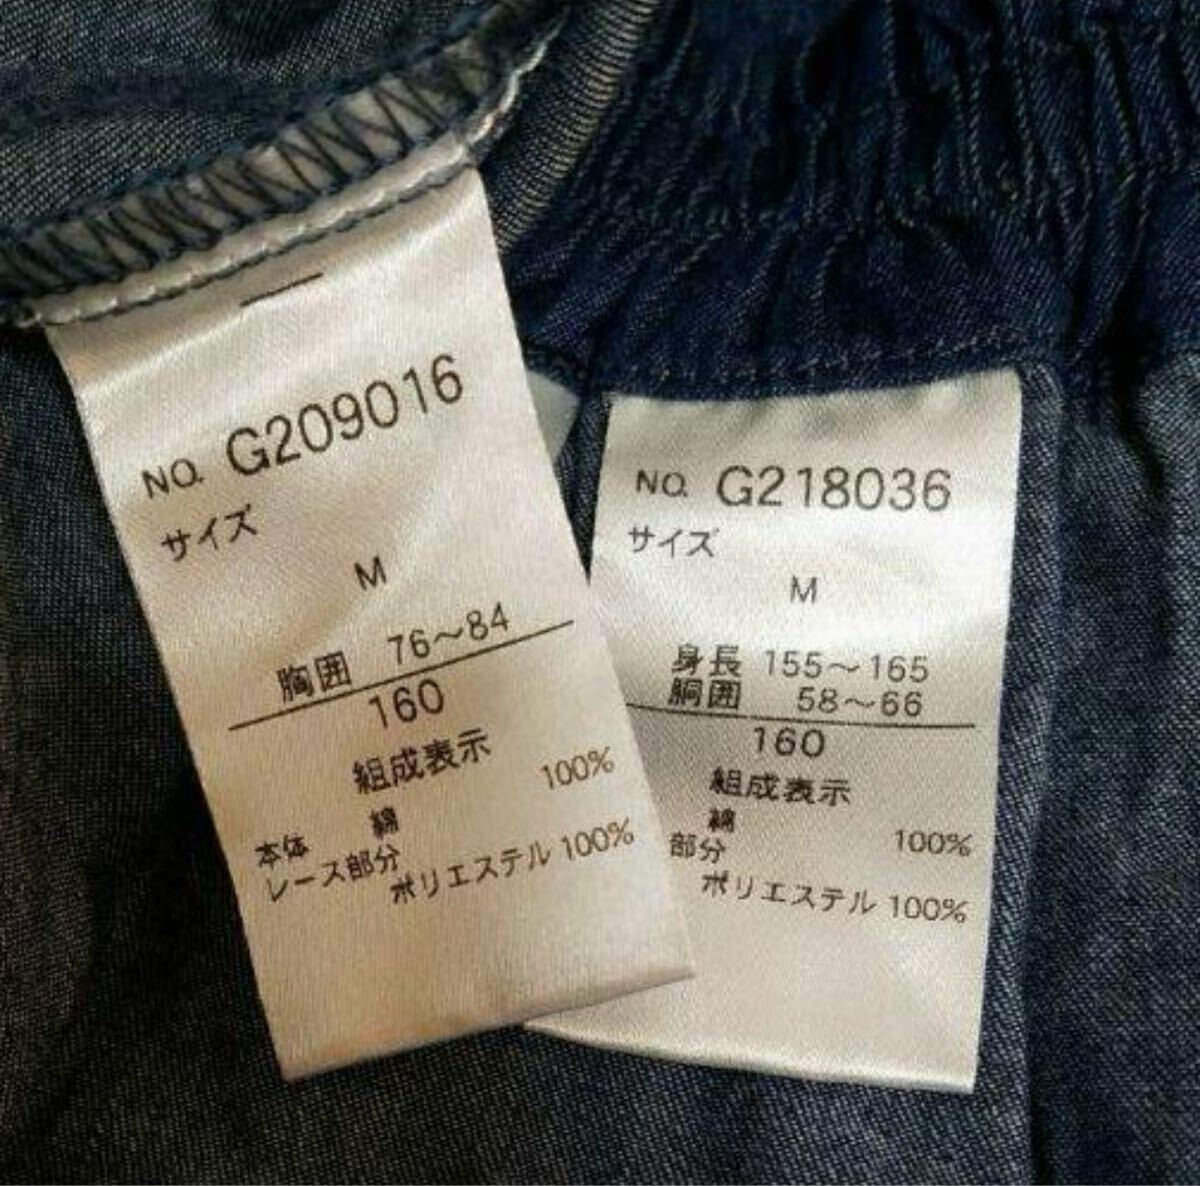 NO. G209016
サイズ
M
胸囲 76～84
160
組成表示
本体 綿 100%
レース部分
ポリエステル 100%
NO. G218036
サイズ
M
身長 155～165
胴囲 58～66
160
組成表示
綿 100%
部分
ポリエステル 100%